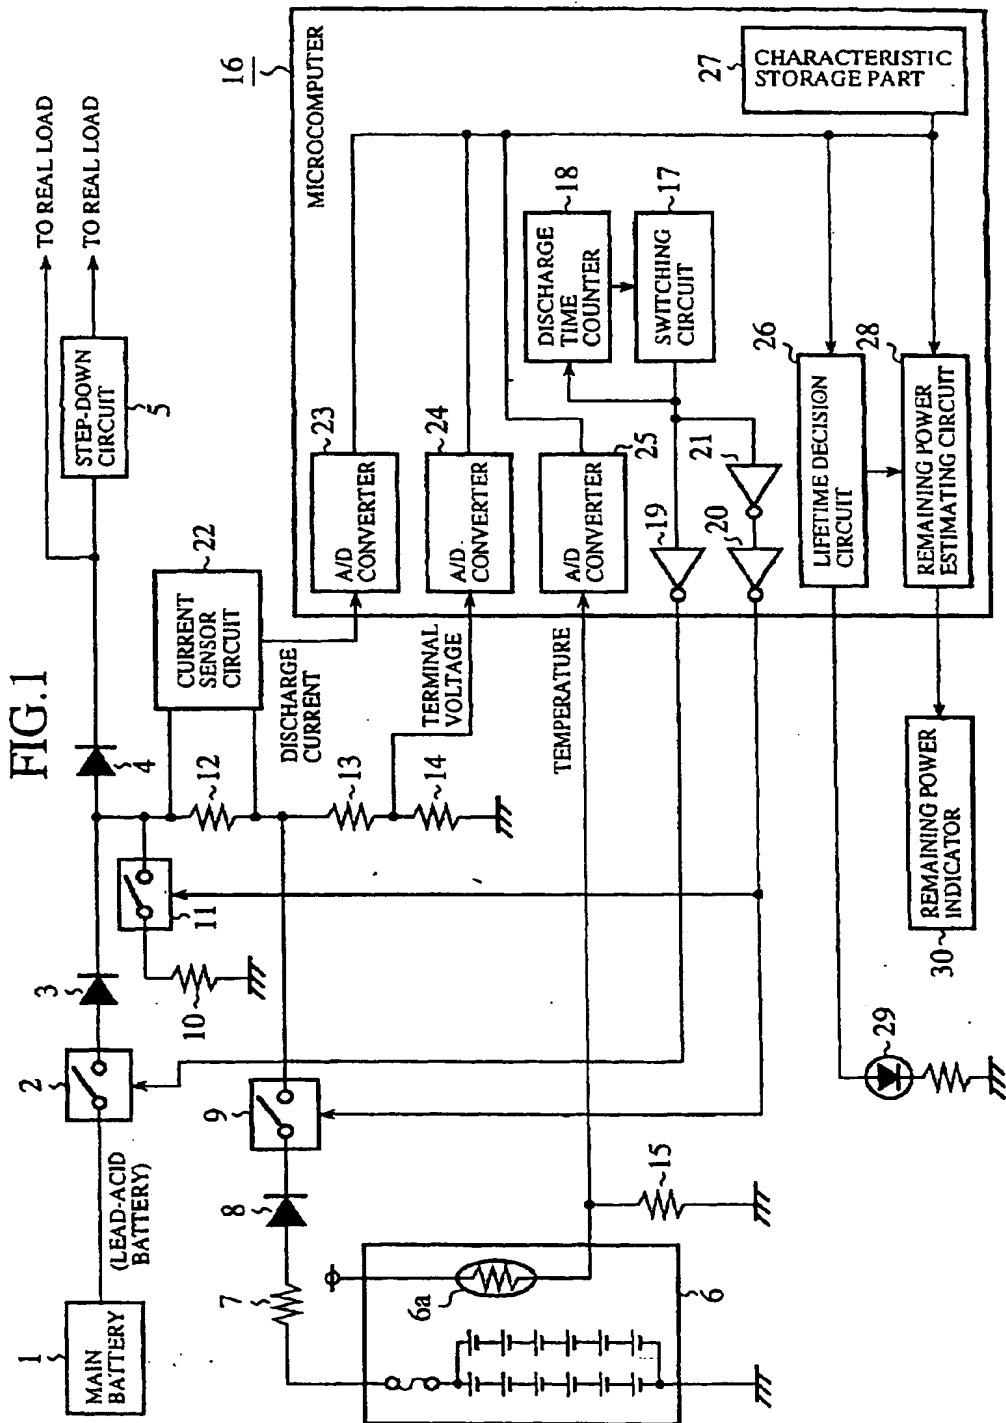 FIG.1
1
MAIN
BATTERY
(LEAD-ACID
BATTERY)
2
3
4
STEP-DOWN
CIRCUIT
5
TO REAL LOAD
TO REAL LOAD
10
11
12
CURRENT
SENSOR
CIRCUIT
22
DISCHARGE
CURRENT
13
14
TERMINAL
VOLTAGE
7
8
9
6a
6
15
TEMPERATURE
16
MICROCOMPUTER
A/D
CONVERTER
23
A/D.
CONVERTER
24
A/D
CONVERTER
25
DISCHARGE
TIME
COUNTER
18
SWITCHING
CIRCUIT
17
19
20
21
27
CHARACTERISTIC
STORAGE PART
26
LIFETIME DECISION
CIRCUIT
28
REMAINING POWER
ESTIMATING CIRCUIT
29
REMAINING POWER
INDICATOR
30